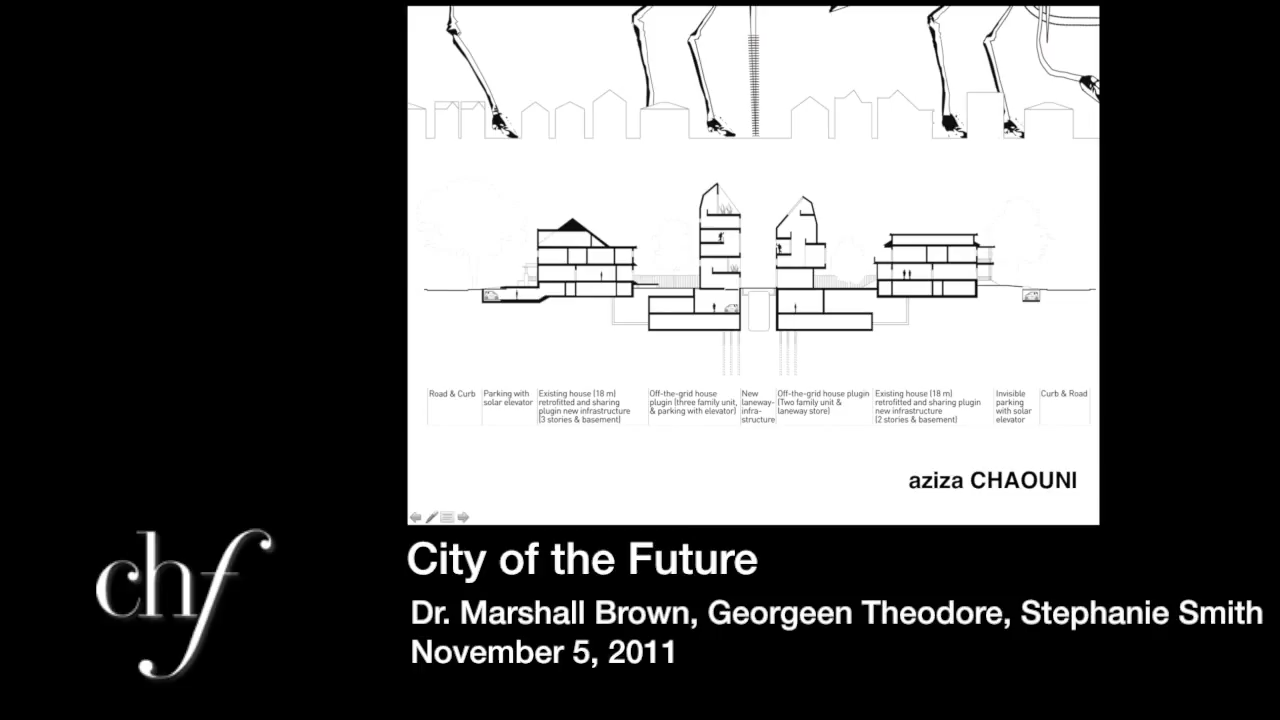 Road & Curb
Parking with
solar elevator
Existing house (18 m)
retrofitted and sharing
plugin new infrastructure
(3 stories & basement)
Off-the-grid house
plugin (three family unit,
& parking with elevator)
New
laneway-
infra-
structure
Off-the-grid house plugin
(Two family unit &
laneway store)
Existing house (18 m)
retrofitted and sharing plugin
new infrastructure
(2 stories & basement)
Invisible
parking
with solar
elevator
Curb & Road
aziza CHAOUNI
chf
City of the Future
Dr. Marshall Brown, Georgeen Theodore, Stephanie Smith
November 5, 2011